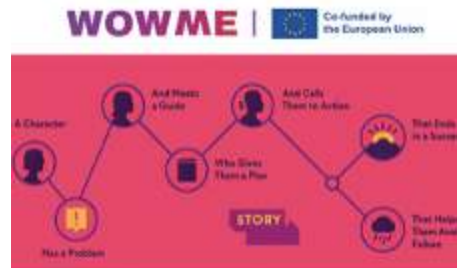 WOWME
Co-funded by
the European Union
A Character
Has a Problem
And Meets
a Guide
Who Gives
Them a Plan
And Calls
Them to Action
That Ends
in a
STORY
That Helps
Them
Failure